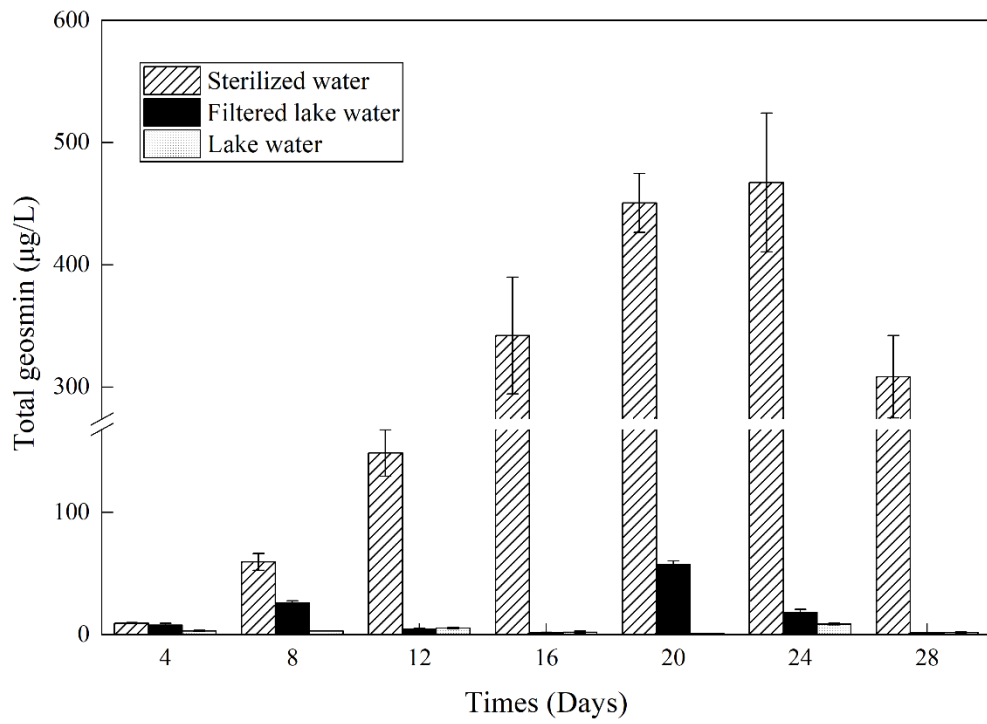 600
500
400
300
100
0
Total geosmin (μg/L)
Sterilized water
Filtered lake water
Lake water
4 8 12 16 20 24 28
Times (Days)